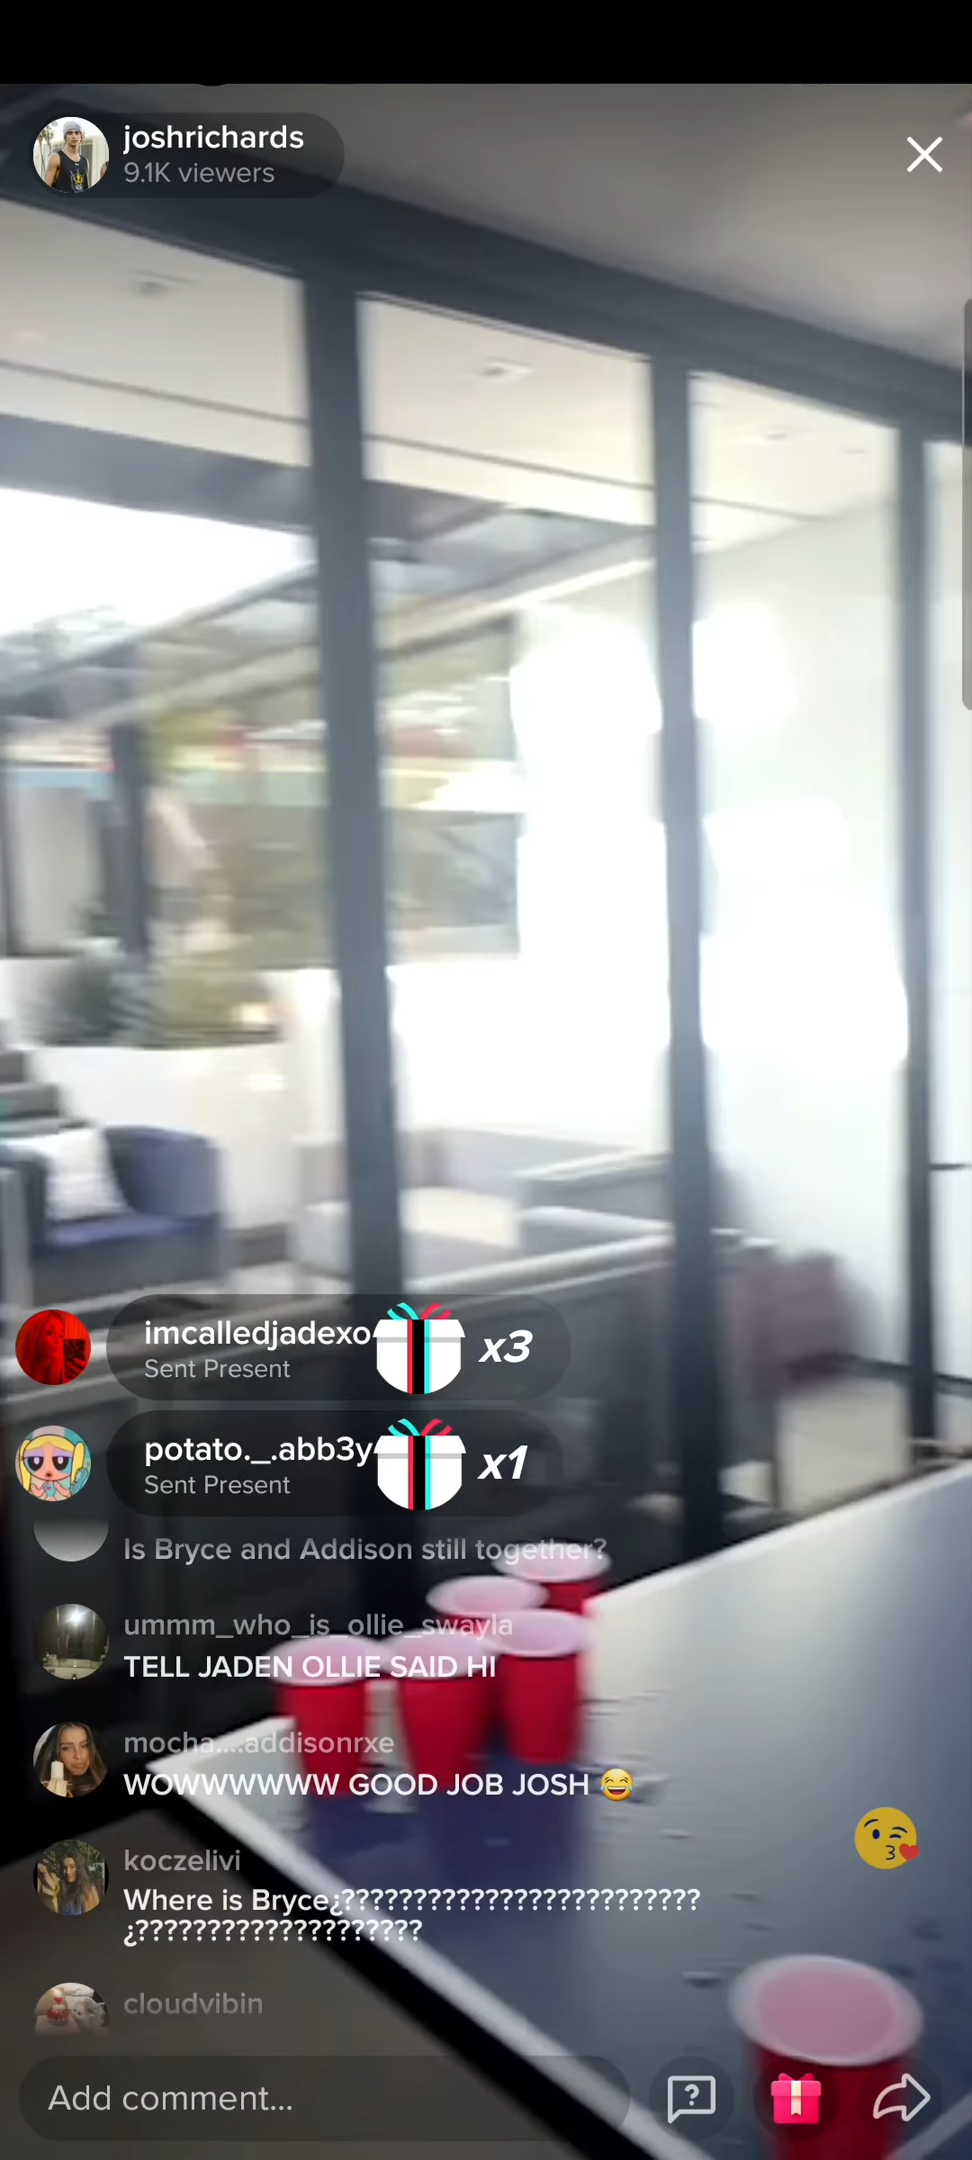 joshrichards
9.1K viewers
imcalledjadexo
x3
Sent Present
potato._.abb3y
x1
Sent Present
Is Bryce and Addison still together?
ummm_who_is_ollie_swayla
TELL JADEN OLLIE SAID HI
mocha....addisonrxe
WOWWWWWW GOOD JOB JOSH 😂
koczelivi
Where is Bryce¿?????????????????????????
¿????????????????????
cloudvibin
Add comment...
?